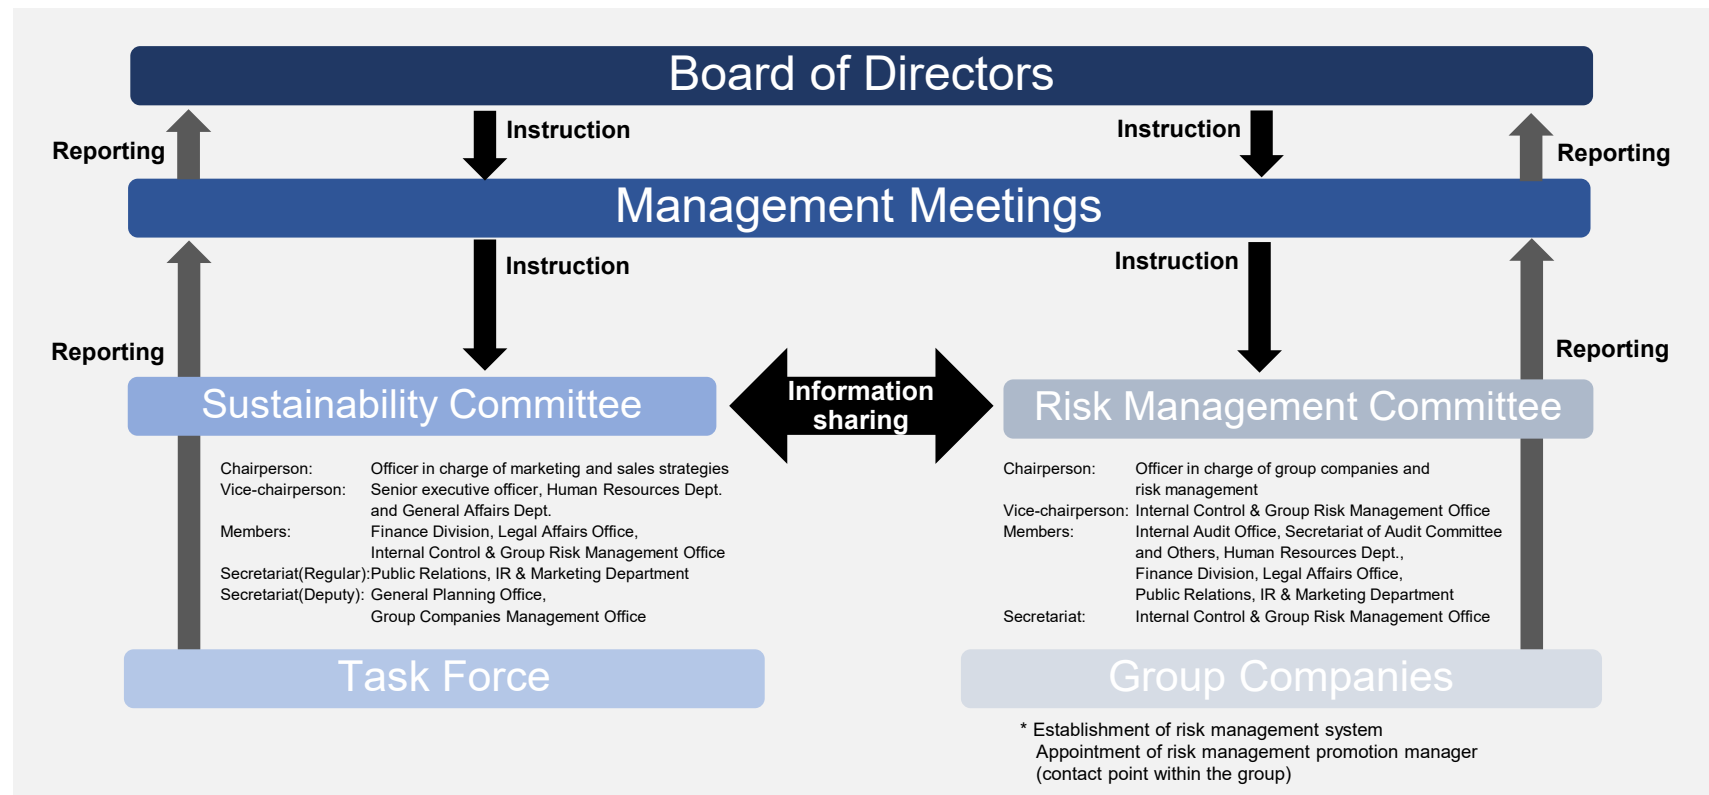 Board of Directors
Reporting
Instruction
Instruction
Reporting
Management Meetings
Reporting
Instruction
Instruction
Reporting
Sustainability Committee
Information
sharing
Risk Management Committee
Chairperson: Officer in charge of marketing and sales strategies
Vice-chairperson: Senior executive officer, Human Resources Dept.
and General Affairs Dept.
Members: Finance Division, Legal Affairs Office,
Internal Control & Group Risk Management Office
Secretariat(Regular): Public Relations, IR & Marketing Department
Secretariat(Deputy): General Planning Office,
Group Companies Management Office
Chairperson: Officer in charge of group companies and
risk management
Vice-chairperson: Internal Control & Group Risk Management Office
Members: Internal Audit Office, Secretariat of Audit Committee
and Others, Human Resources Dept.,
Finance Division, Legal Affairs Office,
Public Relations, IR & Marketing Department
Secretariat: Internal Control & Group Risk Management Office
Task Force
Group Companies
* Establishment of risk management system
Appointment of risk management promotion manager
(contact point within the group)